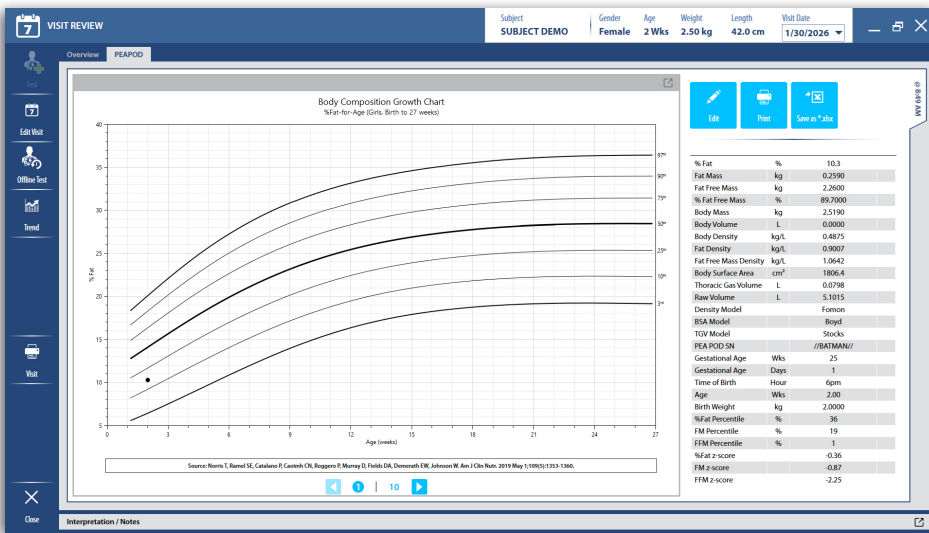 7 VISIT REVIEW
Subject Gender Age Weight Length Visit Date
SUBJECT DEMO Female 2 Wks 2.50 kg 42.0 cm 1/30/2026
Overview PEAPOD
Test
7
Edit Visit
Offline Test
Trend
Visit
Close
Body Composition Growth Chart
%Fat-for-Age (Girls, Birth to 27 weeks)
% Fat
40
35
30
25
20
15
10
5
0 3 6 9 12 15 18 21 24 27
Age (weeks)
97th
90th
75th
50th
25th
10th
3rd
Source: Norris T, Ramel SE, Catalano P, Caoimh CN, Roggero P, Murray D, Fields DA, Demerath EW, Johnson W. Am J Clin Nutr. 2019 May 1;109(5):1353-1360.
1 | 10
Edit Print Save as *.xlsx
@ 8:49 AM
% Fat % 10.3
Fat Mass kg 0.2590
Fat Free Mass kg 2.2600
% Fat Free Mass % 89.7000
Body Mass kg 2.5190
Body Volume L 0.0000
Body Density kg/L 0.4875
Fat Density kg/L 0.9007
Fat Free Mass Density kg/L 1.0642
Body Surface Area cm² 1806.4
Thoracic Gas Volume L 0.0798
Raw Volume L 5.1015
Density Model Fomon
BSA Model Boyd
TGV Model Stocks
PEA POD SN //BATMAN//
Gestational Age Wks 25
Gestational Age Days 1
Time of Birth Hour 6pm
Age Wks 2.00
Birth Weight kg 2.0000
%Fat Percentile % 36
FM Percentile % 19
FFM Percentile % 1
%Fat z-score -0.36
FM z-score -0.87
FFM z-score -2.25
Interpretation / Notes